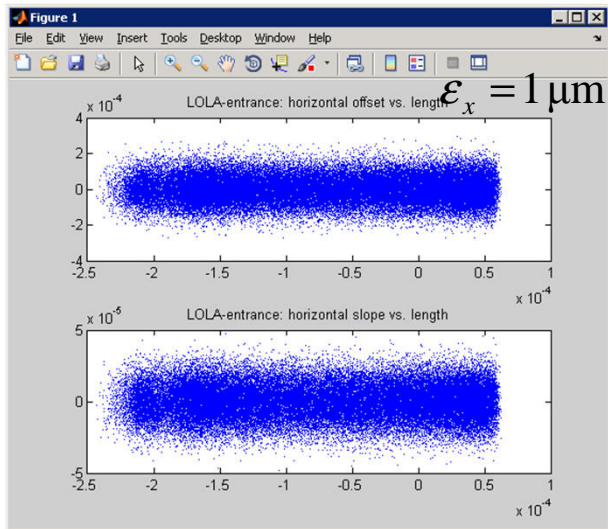 Figure 1
File Edit View Insert Tools Desktop Window Help
εₓ = 1 μm
x 10⁻⁴
LOLA-entrance: horizontal offset vs. length
4
2
0
-2
-4
-2.5 -2 -1.5 -1 -0.5 0 0.5 1
x 10⁻⁴
x 10⁻⁵
LOLA-entrance: horizontal slope vs. length
5
0
-5
-2.5 -2 -1.5 -1 -0.5 0 0.5 1
x 10⁻⁴